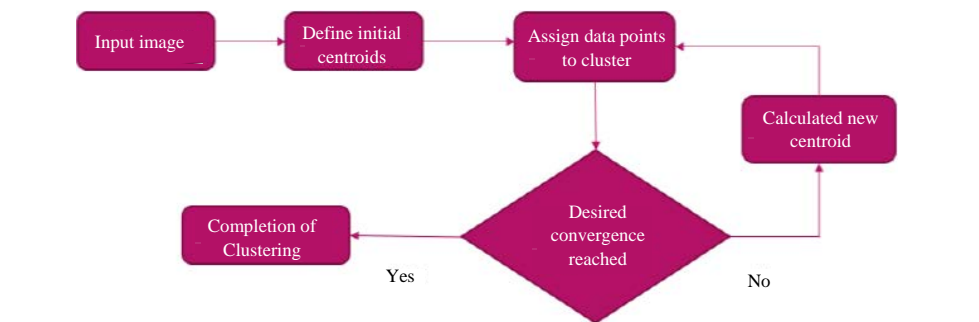 Input image
Define initial
centroids
Assign data points
to cluster
Calculated new
centroid
Desired
convergence
reached
Completion of
Clustering
Yes
No